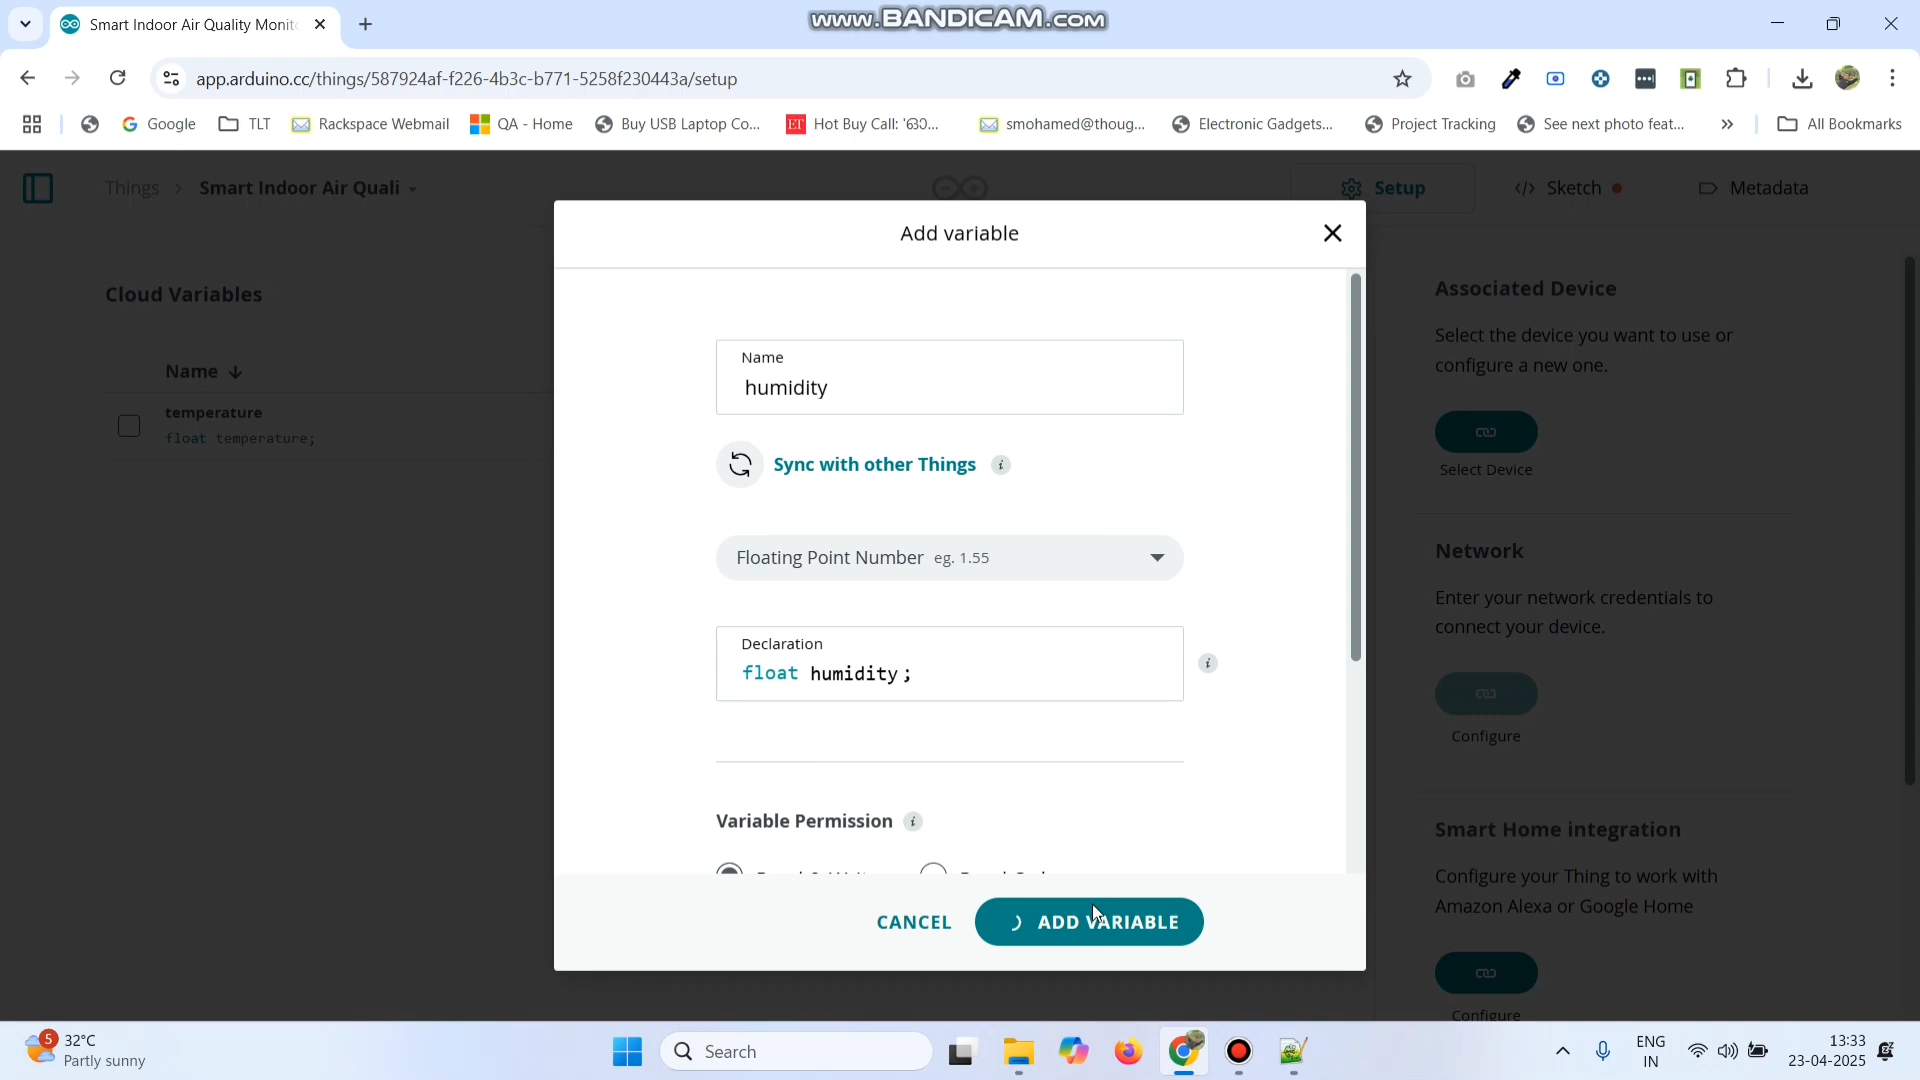 Smart Indoor Air Quality Monito
www.BANDICAM.com
app.arduino.cc/things/587924af-f226-4b3c-b771-5258f230443a/setup
Google
TLT
Rackspace Webmail
QA - Home
Buy USB Laptop Co...
Hot Buy Call: '630...
smohamed@thoug...
Electronic Gadgets...
Project Tracking
See next photo feat...
All Bookmarks
Things > Smart Indoor Air Quali
Setup
</> Sketch
Metadata
Add variable
Cloud Variables
Name
temperature
float temperature;
Name
humidity
Sync with other Things
Floating Point Number eg. 1.55
Declaration
float humidity;
Variable Permission
CANCEL
ADD VARIABLE
Associated Device
Select the device you want to use or
configure a new one.
Select Device
Network
Enter your network credentials to
connect your device.
Configure
Smart Home integration
Configure your Thing to work with
Amazon Alexa or Google Home
Configure
5
32°C
Partly sunny
Search
ENG
IN
13:33
23-04-2025